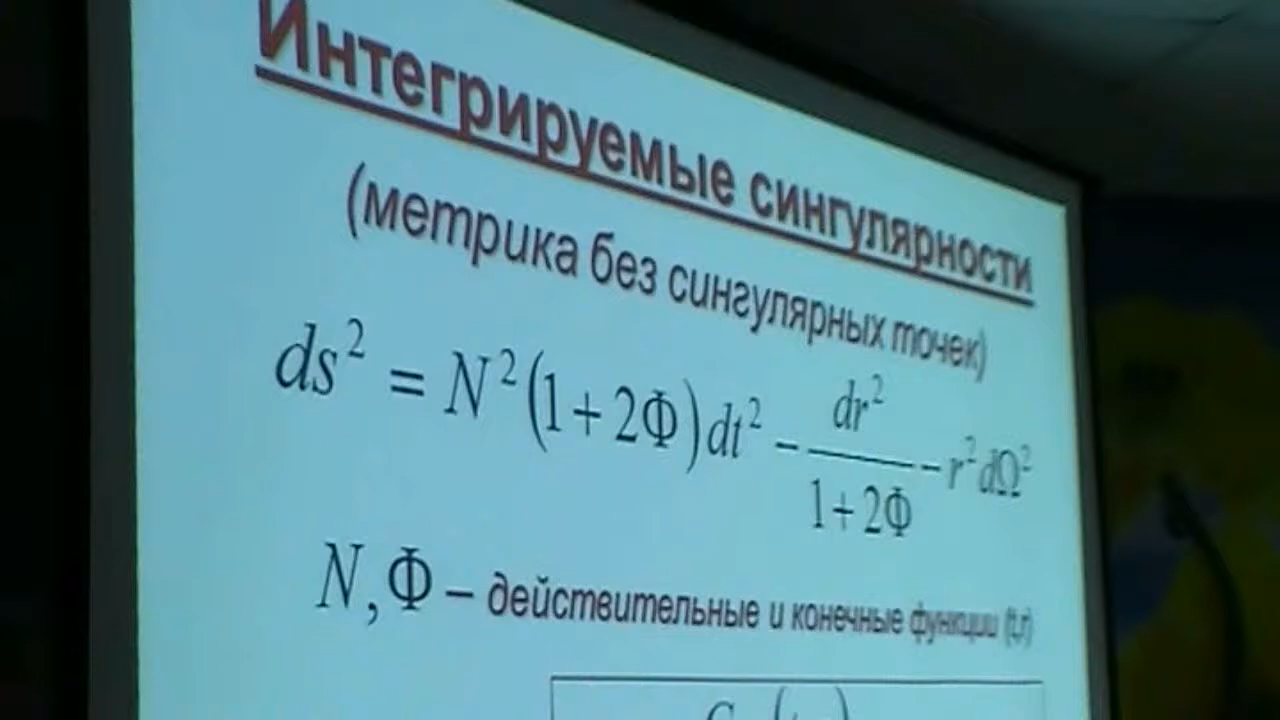 Интегрируемые сингулярности
(метрика без сингулярных точек)
ds² = N²(1+2Φ)dt² − dr²/(1+2Φ) − r²dΩ²
N, Φ – действительные и конечные функции (t,r)